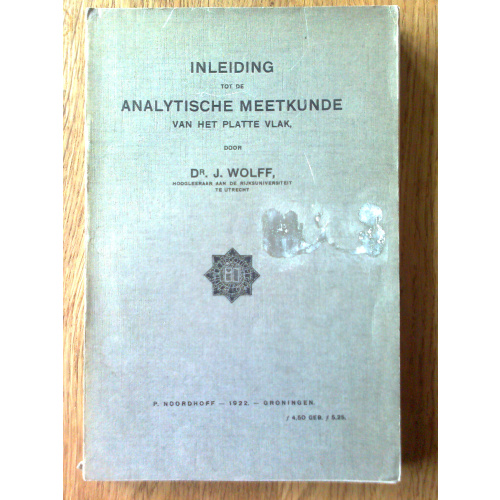 INLEIDING
TOT DE
ANALYTISCHE MEETKUNDE
VAN HET PLATTE VLAK,
DOOR
DR. J. WOLFF,
HOOGLEERAAR AAN DE RIJKSUNIVERSITEIT
TE UTRECHT
P. NOORDHOFF — 1922. — GRONINGEN.
ƒ 4,50 GEB. ƒ 5,25.